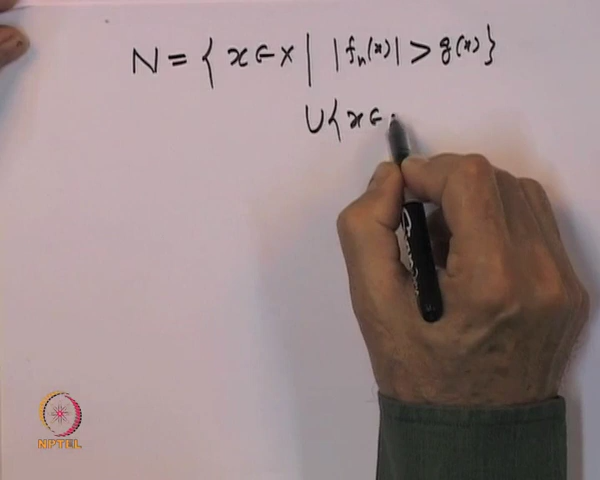 N = { x ∈ X | |fₙ(x)| > g(x) }
∪ { x ∈
NPTEL